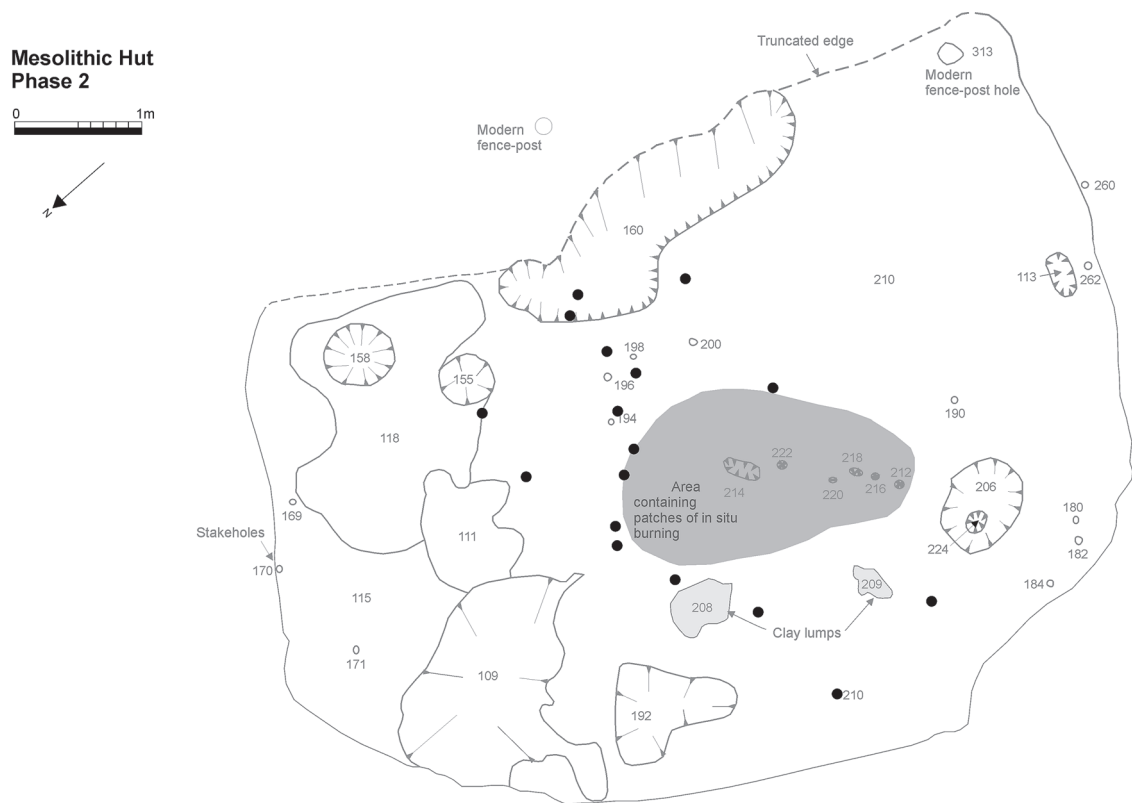 Mesolithic Hut
Phase 2
0 1m
N
Truncated edge
313
Modern
fence-post hole
Modern
fence-post
260
160
210
113
262
158
198
200
155
196
194
190
118
222
218
212
214
220
216
206
Area
containing
patches of in situ
burning
169
180
Stakeholes
111
224
182
170
209
184
115
208
Clay lumps
171
109
210
192